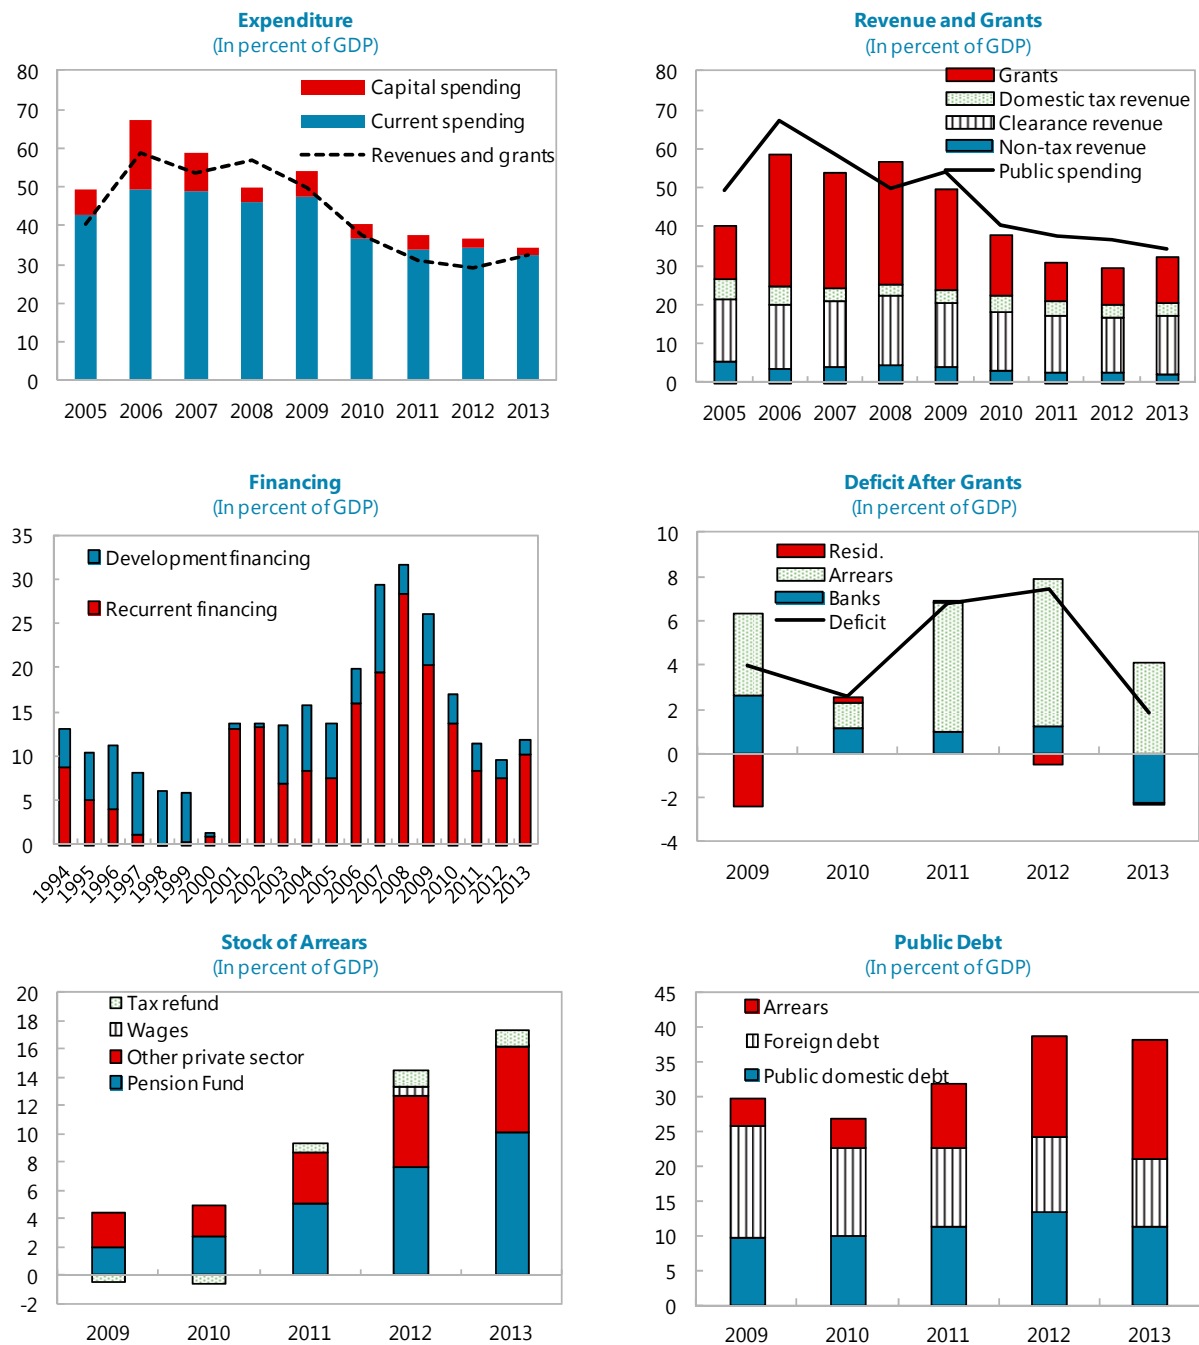 Expenditure
(In percent of GDP)
80
70
60
50
40
30
20
10
0
Capital spending
Current spending
Revenues and grants
2005 2006 2007 2008 2009 2010 2011 2012 2013
Revenue and Grants
(In percent of GDP)
80
70
60
50
40
30
20
10
0
Grants
Domestic tax revenue
Clearance revenue
Non-tax revenue
Public spending
2005 2006 2007 2008 2009 2010 2011 2012 2013
Financing
(In percent of GDP)
35
30
25
20
15
10
5
0
Development financing
Recurrent financing
1994 1995 1996 1997 1998 1999 2000 2001 2002 2003 2004 2005 2006 2007 2008 2009 2010 2011 2012 2013
Deficit After Grants
(In percent of GDP)
10
8
6
4
2
0
-2
-4
Resid.
Arrears
Banks
Deficit
2009 2010 2011 2012 2013
Stock of Arrears
(In percent of GDP)
20
18
16
14
12
10
8
6
4
2
0
-2
Tax refund
Wages
Other private sector
Pension Fund
2009 2010 2011 2012 2013
Public Debt
(In percent of GDP)
45
40
35
30
25
20
15
10
5
0
Arrears
Foreign debt
Public domestic debt
2009 2010 2011 2012 2013